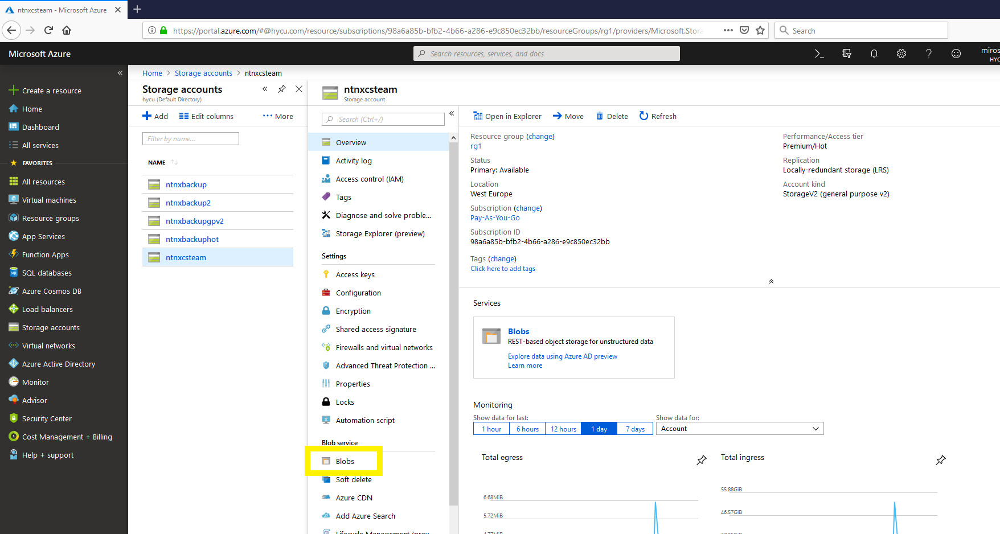 ntnxcsteam - Microsoft Azure
https://portal.azure.com/#@hycu.com/resource/subscriptions/98a6a85b-bfb2-4b66-a286-e9c850ec32bb/resourceGroups/rg1/providers/Microsoft.Stora
Search
Microsoft Azure
Search resources, services, and docs
miros
HYC
Create a resource
Home
Dashboard
All services
FAVORITES
All resources
Virtual machines
Resource groups
App Services
Function Apps
SQL databases
Azure Cosmos DB
Load balancers
Storage accounts
Virtual networks
Azure Active Directory
Monitor
Advisor
Security Center
Cost Management + Billing
Help + support
Home > Storage accounts > ntnxcsteam
Storage accounts
hycu (Default Directory)
Add
Edit columns
More
Filter by name...
NAME
ntnxbackup
ntnxbackup2
ntnxbackupgpv2
ntnxbackuphot
ntnxcsteam
ntnxcsteam
Storage account
Search (Ctrl+/)
Overview
Activity log
Access control (IAM)
Tags
Diagnose and solve proble...
Storage Explorer (preview)
Settings
Access keys
Configuration
Encryption
Shared access signature
Firewalls and virtual networks
Advanced Threat Protection ...
Properties
Locks
Automation script
Blob service
Blobs
Soft delete
Azure CDN
Add Azure Search
Lifecycle Management (prev
Open in Explorer
Move
Delete
Refresh
Resource group (change)
rg1
Status
Primary: Available
Location
West Europe
Subscription (change)
Pay-As-You-Go
Subscription ID
98a6a85b-bfb2-4b66-a286-e9c850ec32bb
Tags (change)
Click here to add tags
Performance/Access tier
Premium/Hot
Replication
Locally-redundant storage (LRS)
Account kind
StorageV2 (general purpose v2)
Services
Blobs
REST-based object storage for unstructured data
Explore data using Azure AD preview
Learn more
Monitoring
Show data for last:
1 hour
6 hours
12 hours
1 day
7 days
Show data for:
Account
Total egress
6.68MiB
5.72MiB
4.77MiB
Total ingress
55.88GiB
46.57GiB